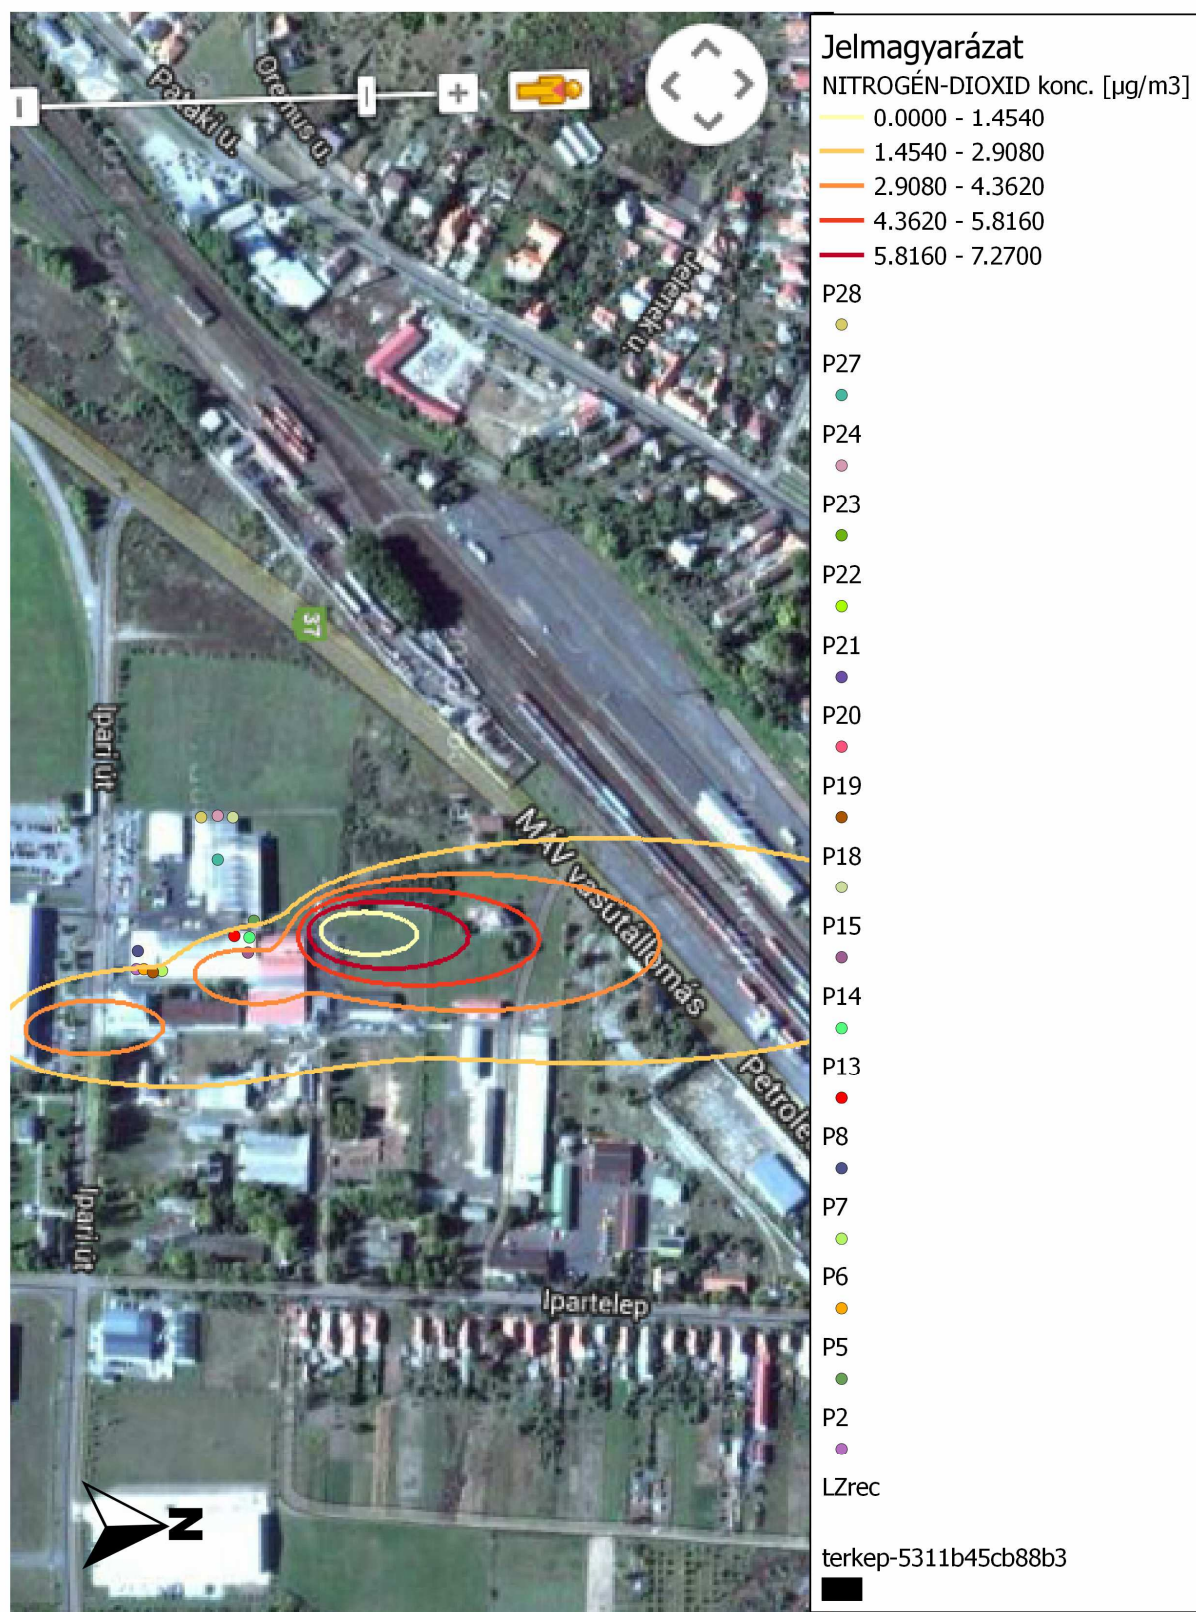 Pataki u.
Oremus u.
Jelenek u.
37
Ipari út
MÁV vasútállomás
Petrole
Ipari út
Ipartelep
N
Jelmagyarázat
NITROGÉN-DIOXID konc. [µg/m3]
0.0000 - 1.4540
1.4540 - 2.9080
2.9080 - 4.3620
4.3620 - 5.8160
5.8160 - 7.2700
P28
P27
P24
P23
P22
P21
P20
P19
P18
P15
P14
P13
P8
P7
P6
P5
P2
LZrec
terkep-5311b45cb88b3